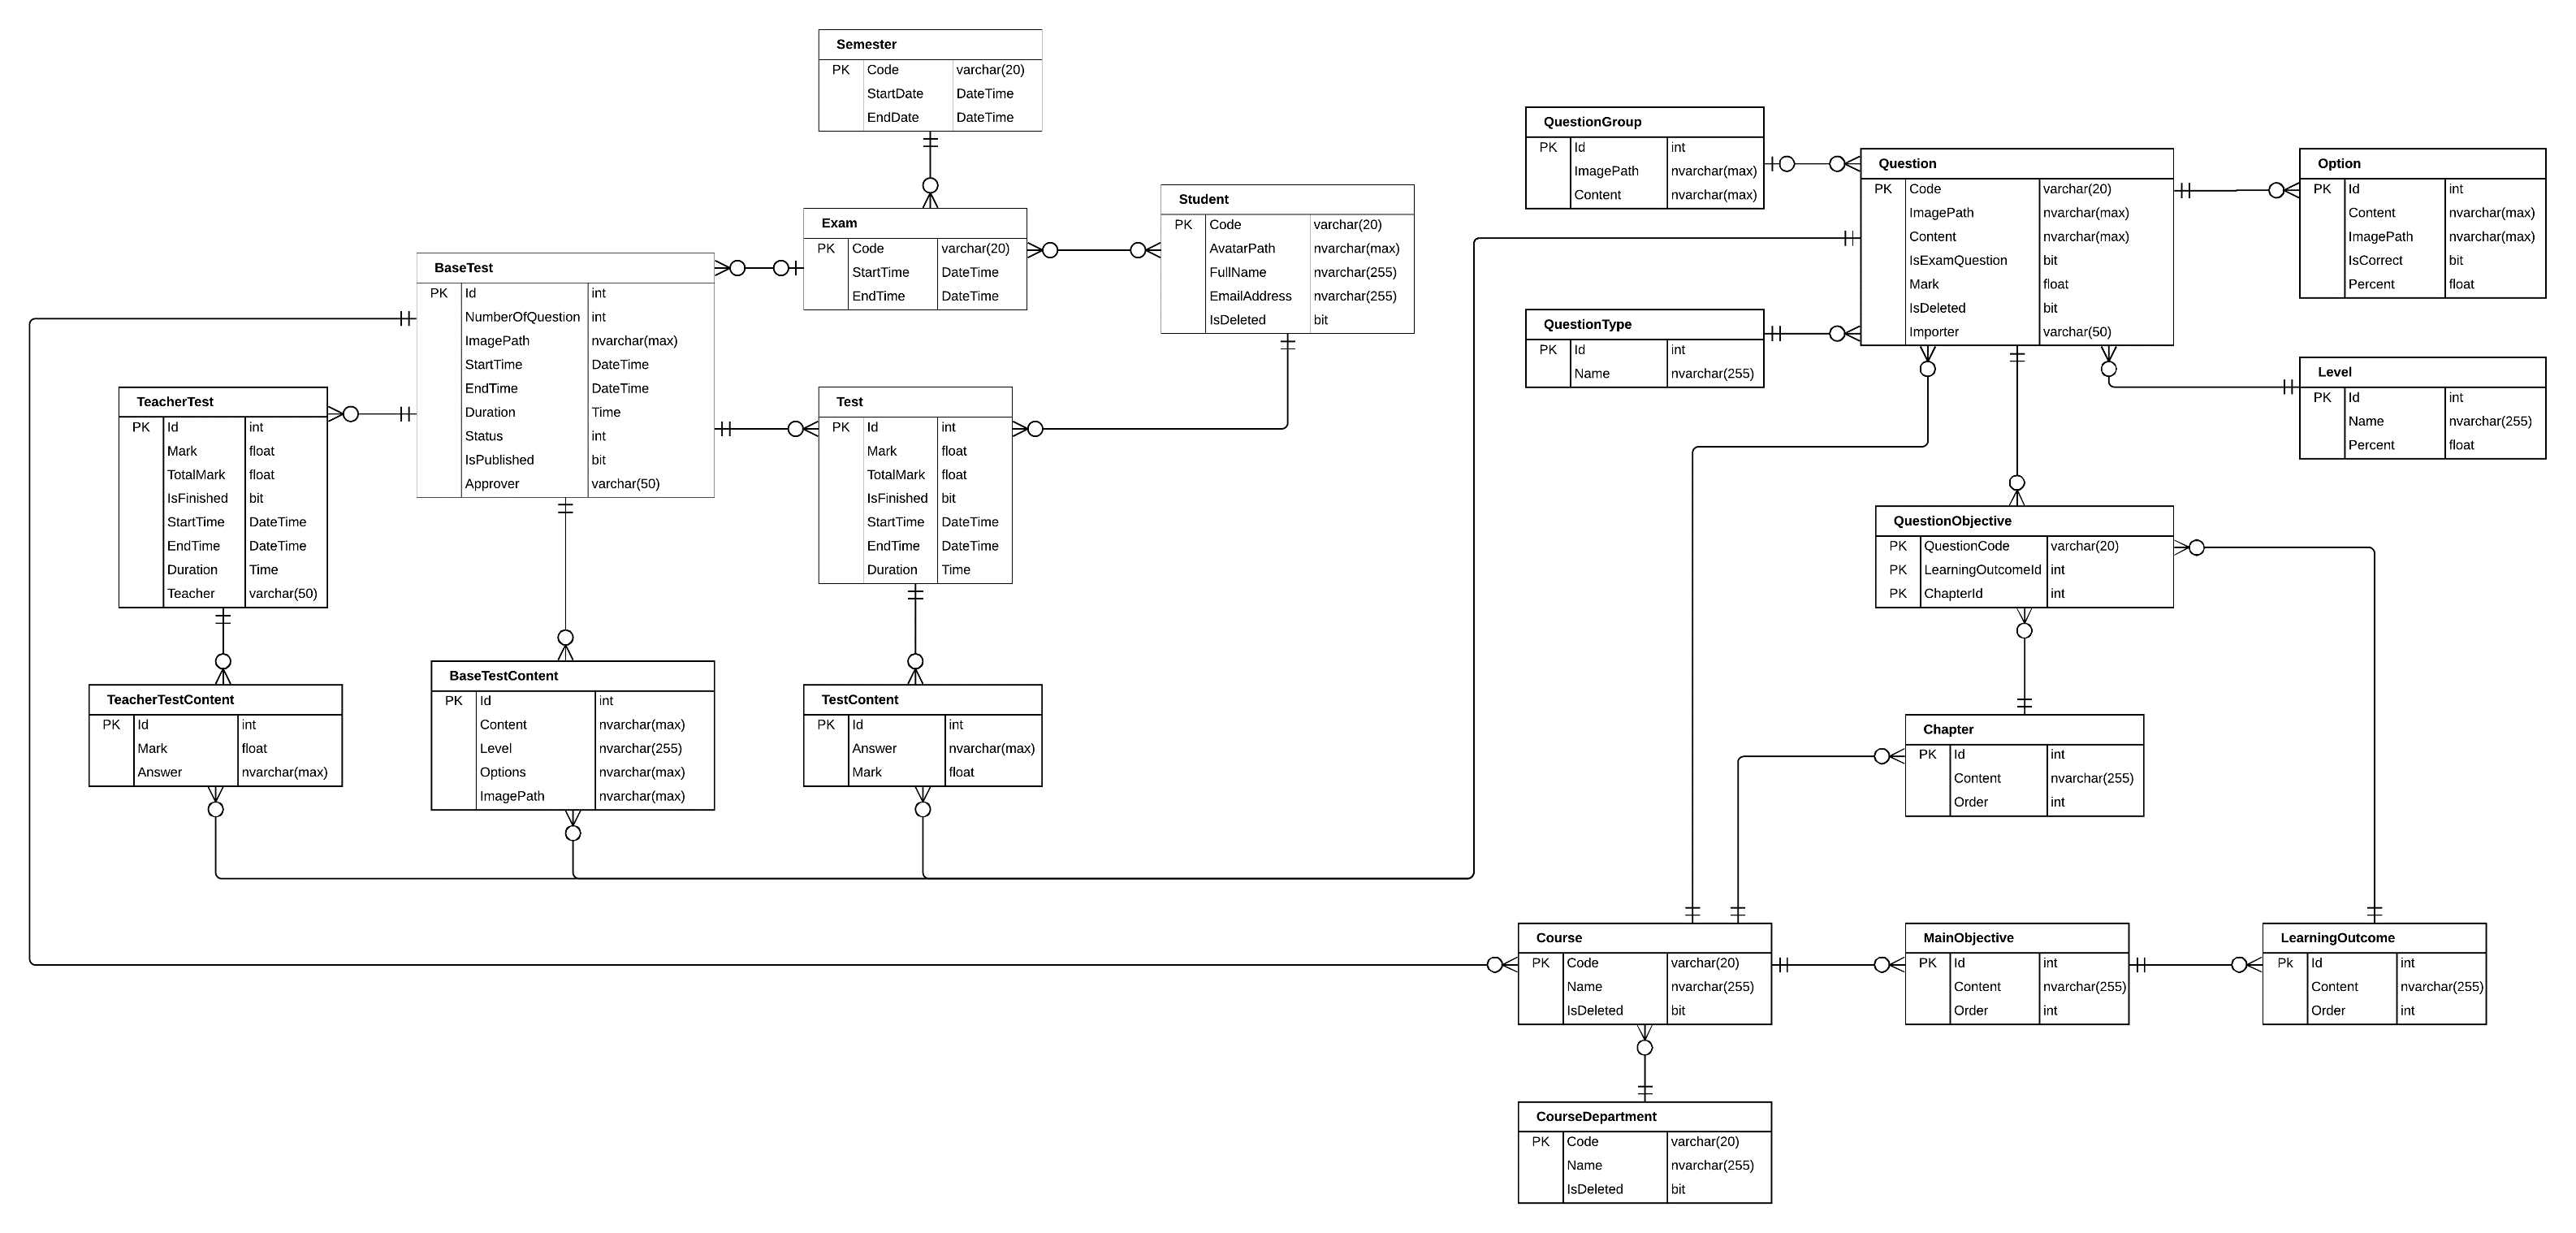 Semester
PK Code varchar(20)
StartDate DateTime
EndDate DateTime
Exam
PK Code varchar(20)
StartTime DateTime
EndTime DateTime
Student
PK Code varchar(20)
AvatarPath nvarchar(max)
FullName nvarchar(255)
EmailAddress nvarchar(255)
IsDeleted bit
BaseTest
PK Id int
NumberOfQuestion int
ImagePath nvarchar(max)
StartTime DateTime
EndTime DateTime
Duration Time
Status int
IsPublished bit
Approver varchar(50)
TeacherTest
PK Id int
Mark float
TotalMark float
IsFinished bit
StartTime DateTime
EndTime DateTime
Duration Time
Teacher varchar(50)
Test
PK Id int
Mark float
TotalMark float
IsFinished bit
StartTime DateTime
EndTime DateTime
Duration Time
TeacherTestContent
PK Id int
Mark float
Answer nvarchar(max)
BaseTestContent
PK Id int
Content nvarchar(max)
Level nvarchar(255)
Options nvarchar(max)
ImagePath nvarchar(max)
TestContent
PK Id int
Answer nvarchar(max)
Mark float
QuestionGroup
PK Id int
ImagePath nvarchar(max)
Content nvarchar(max)
Question
PK Code varchar(20)
ImagePath nvarchar(max)
Content nvarchar(max)
IsExamQuestion bit
Mark float
IsDeleted bit
Importer varchar(50)
Option
PK Id int
Content nvarchar(max)
ImagePath nvarchar(max)
IsCorrect bit
Percent float
QuestionType
PK Id int
Name nvarchar(255)
Level
PK Id int
Name nvarchar(255)
Percent float
QuestionObjective
PK QuestionCode varchar(20)
PK LearningOutcomeId int
PK ChapterId int
Chapter
PK Id int
Content nvarchar(255)
Order int
Course
PK Code varchar(20)
Name nvarchar(255)
IsDeleted bit
MainObjective
PK Id int
Content nvarchar(255)
Order int
LearningOutcome
Pk Id int
Content nvarchar(255)
Order int
CourseDepartment
PK Code varchar(20)
Name nvarchar(255)
IsDeleted bit